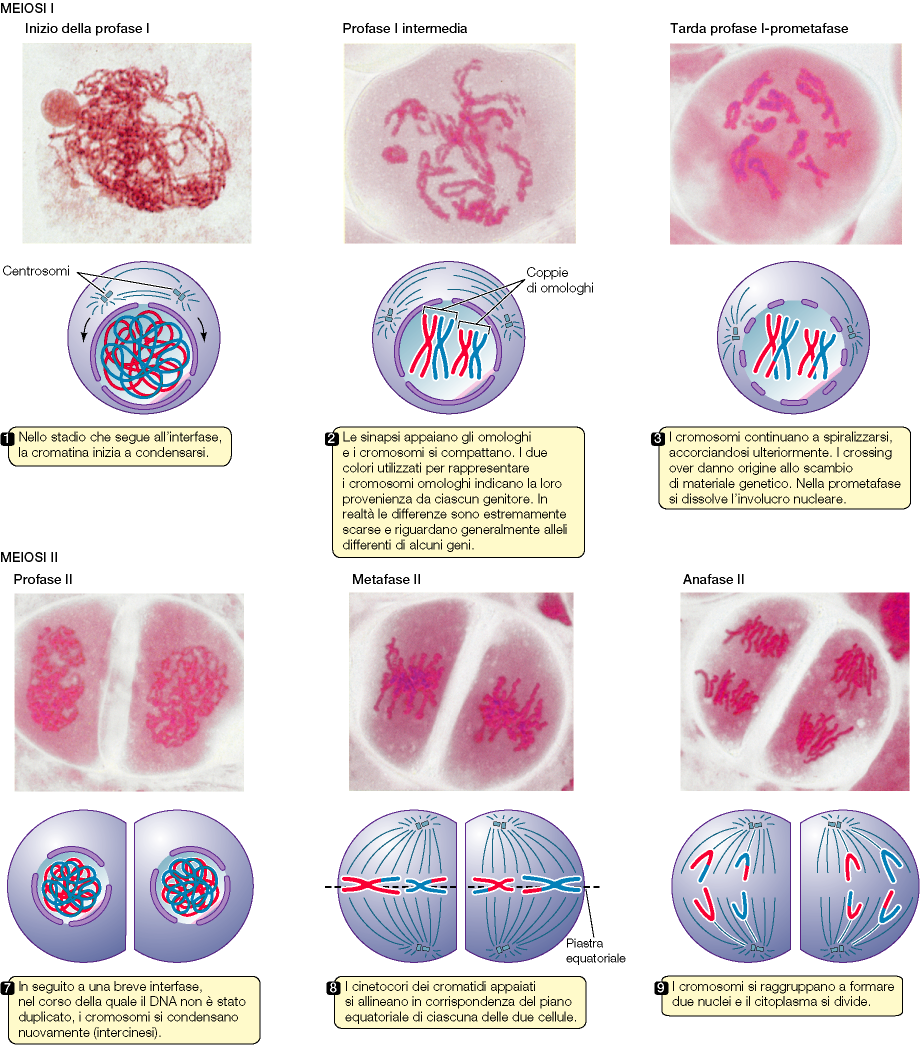 MEIOSI I
Inizio della profase I
Profase I intermedia
Tarda profase I-prometafase
Centrosomi
Coppie
di omologhi
1 Nello stadio che segue all'interfase,
la cromatina inizia a condensarsi.
2 Le sinapsi appaiano gli omologhi
e i cromosomi si compattano. I due
colori utilizzati per rappresentare
i cromosomi omologhi indicano la loro
provenienza da ciascun genitore. In
realtà le differenze sono estremamente
scarse e riguardano generalmente alleli
differenti di alcuni geni.
3 I cromosomi continuano a spiralizzarsi,
accorciandosi ulteriormente. I crossing
over danno origine allo scambio
di materiale genetico. Nella prometafase
si dissolve l'involucro nucleare.
MEIOSI II
Profase II
Metafase II
Anafase II
Piastra
equatoriale
7 In seguito a una breve interfase,
nel corso della quale il DNA non è stato
duplicato, i cromosomi si condensano
nuovamente (intercinesi).
8 I cinetocori dei cromatidi appaiati
si allineano in corrispondenza del piano
equatoriale di ciascuna delle due cellule.
9 I cromosomi si raggruppano a formare
due nuclei e il citoplasma si divide.